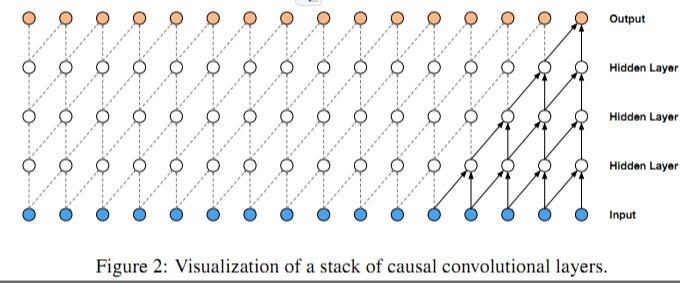 Output
Hidden Layer
Hidden Layer
Hidden Layer
Input
Figure 2: Visualization of a stack of causal convolutional layers.